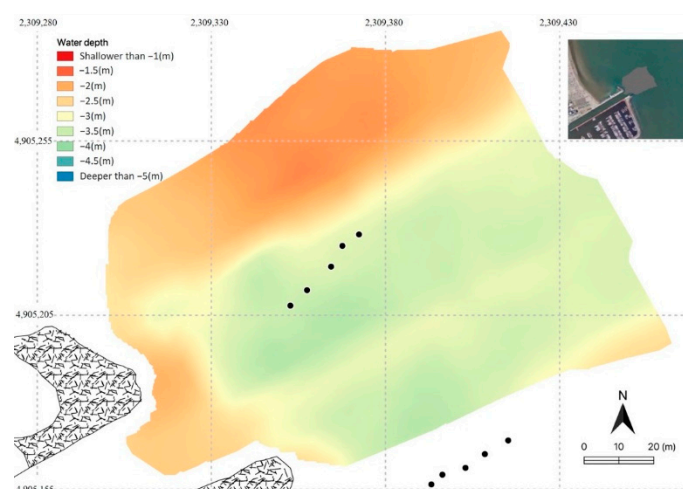 2,309,280 2,309,330 2,309,380 2,309,430
Water depth
Shallower than −1(m)
−1.5(m)
−2(m)
−2.5(m)
−3(m)
−3.5(m)
−4(m)
−4.5(m)
Deeper than −5(m)
4,905,255
4,905,205
N
0 10 20 (m)
4,905,155